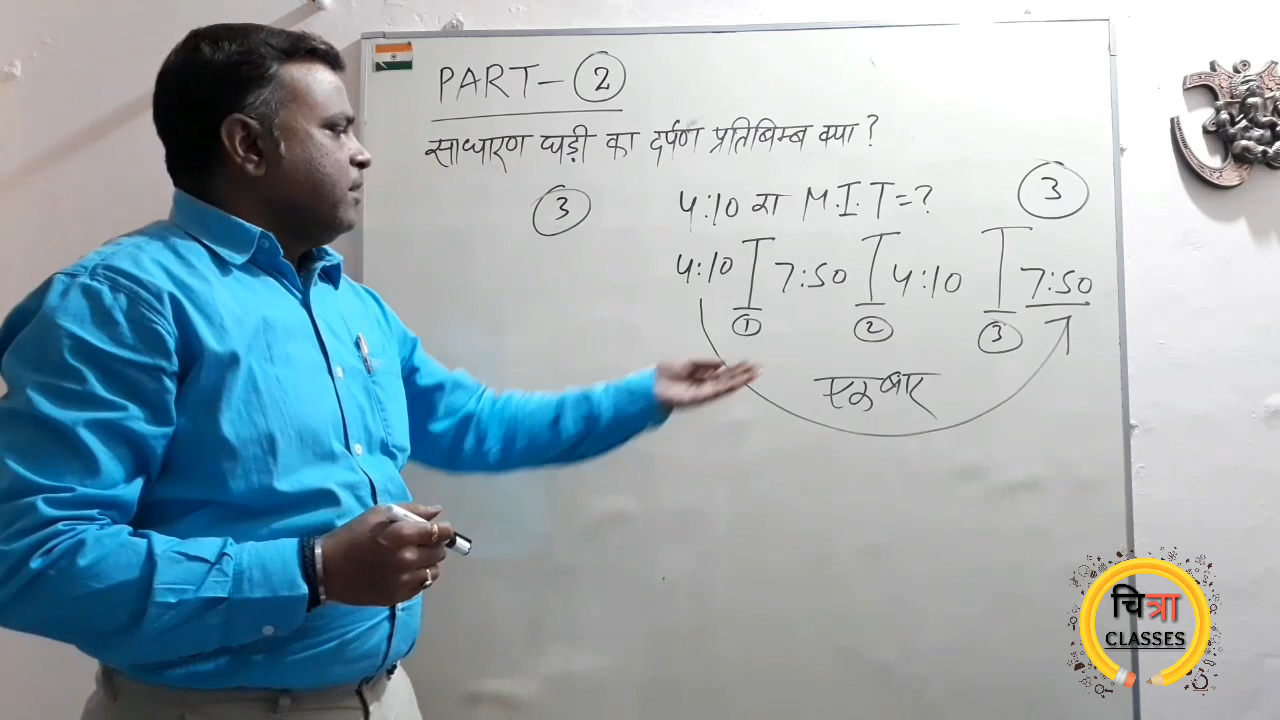 PART-②
साधारण घड़ी का दर्पण प्रतिबिम्ब क्या?
③ 4:10 का M.I.T=? ③
4:10 7:50 4:10 7:50
① ② ③
एकबार
चित्रा
CLASSES